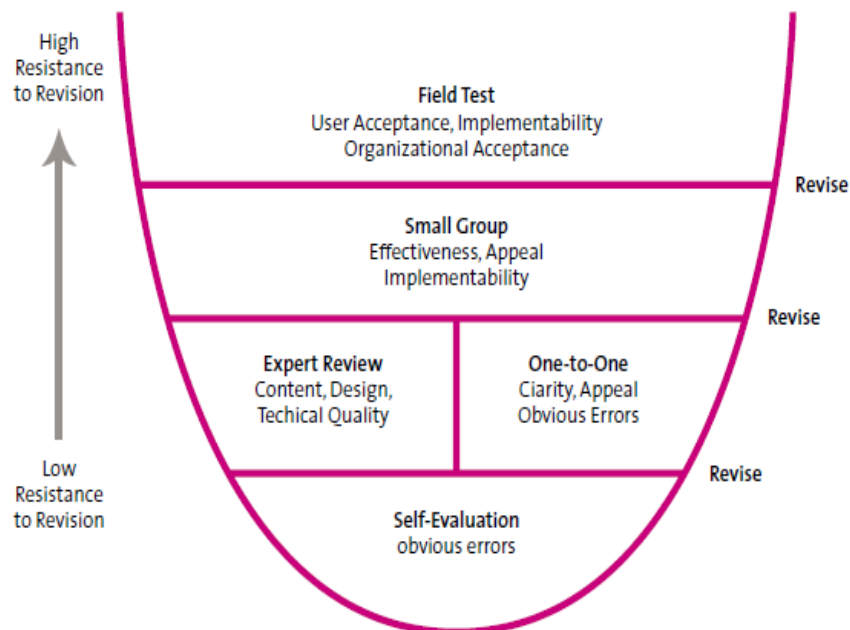 High
Resistance
to Revision
Field Test
User Acceptance, Implementability
Organizational Acceptance
Revise
Small Group
Effectiveness, Appeal
Implementability
Revise
Expert Review
Content, Design,
Techical Quality
One-to-One
Ciarity, Appeal
Obvious Errors
Low
Resistance
to Revision
Revise
Self-Evaluation
obvious errors